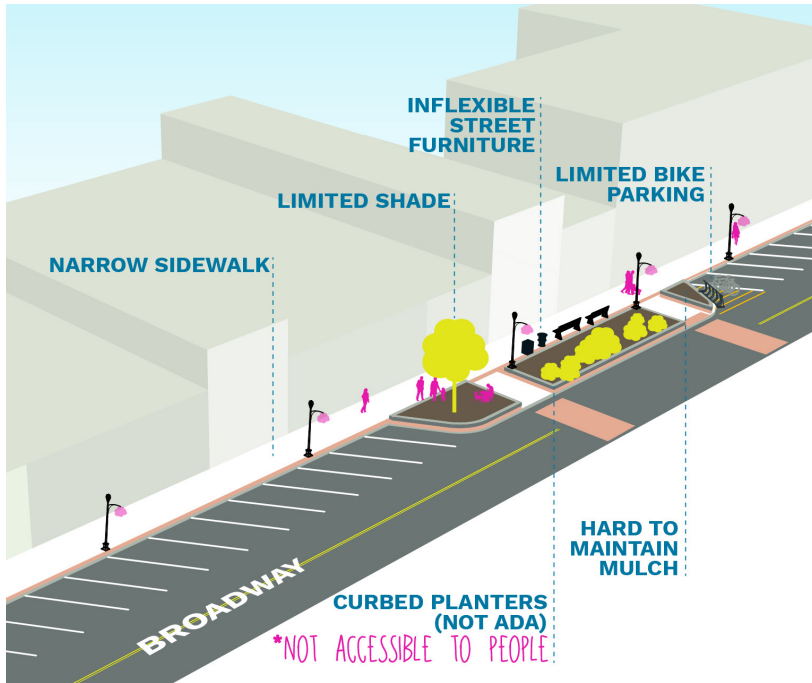 INFLEXIBLE
STREET
FURNITURE
LIMITED BIKE
PARKING
LIMITED SHADE
NARROW SIDEWALK
HARD TO
MAINTAIN
MULCH
BROADWAY
CURBED PLANTERS
(NOT ADA)
*NOT ACCESSIBLE TO PEOPLE